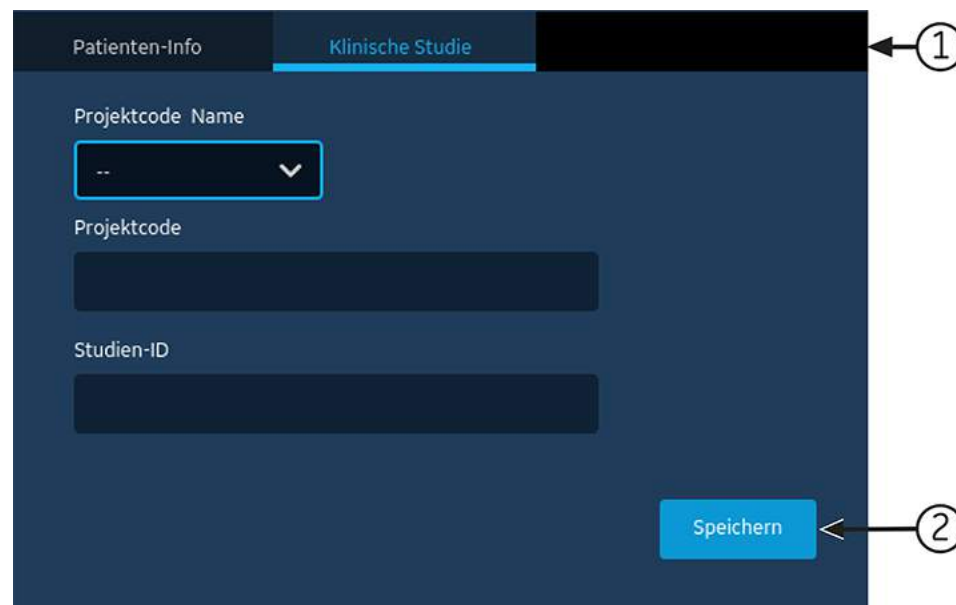 Patienten-Info Klinische Studie 1
Projektcode Name
--
Projektcode
Studien-ID
Speichern 2